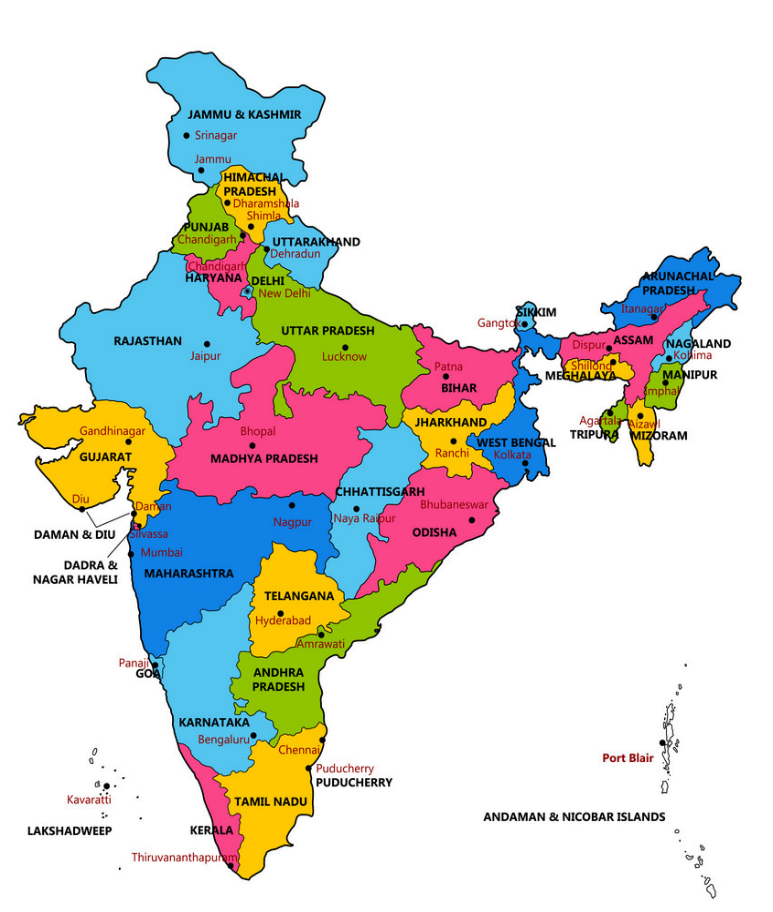 JAMMU & KASHMIR
Srinagar
Jammu
HIMACHAL
PRADESH
Dharamshala
Shimla
PUNJAB
Chandigarh
UTTARAKHAND
Dehradun
Chandigarh
HARYANA
DELHI
New Delhi
ARUNACHAL
PRADESH
Itanagar
SIKKIM
Gangto
UTTAR PRADESH
Lucknow
RAJASTHAN
Jaipur
Dispur
ASSAM
NAGALAND
Kohima
Patna
BIHAR
Shillong
MEGHALAYA
MANIPUR
Imphal
Agartala
TRIPURA
Aizawl
MIZORAM
Gandhinagar
GUJARAT
Bhopal
MADHYA PRADESH
JHARKHAND
Ranchi
WEST BENGAL
Kolkata
Diu
Daman
DAMAN & DIU
Silvassa
DADRA &
NAGAR HAVELI
Mumbai
MAHARASHTRA
Nagpur
CHHATTISGARH
Naya Raipur
Bhubaneswar
ODISHA
TELANGANA
Hyderabad
Amrawati
Panaji
GOA
ANDHRA
PRADESH
KARNATAKA
Bengaluru
Chennai
Puducherry
PUDUCHERRY
TAMIL NADU
Port Blair
ANDAMAN & NICOBAR ISLANDS
Kavaratti
LAKSHADWEEP
KERALA
Thiruvananthapuram